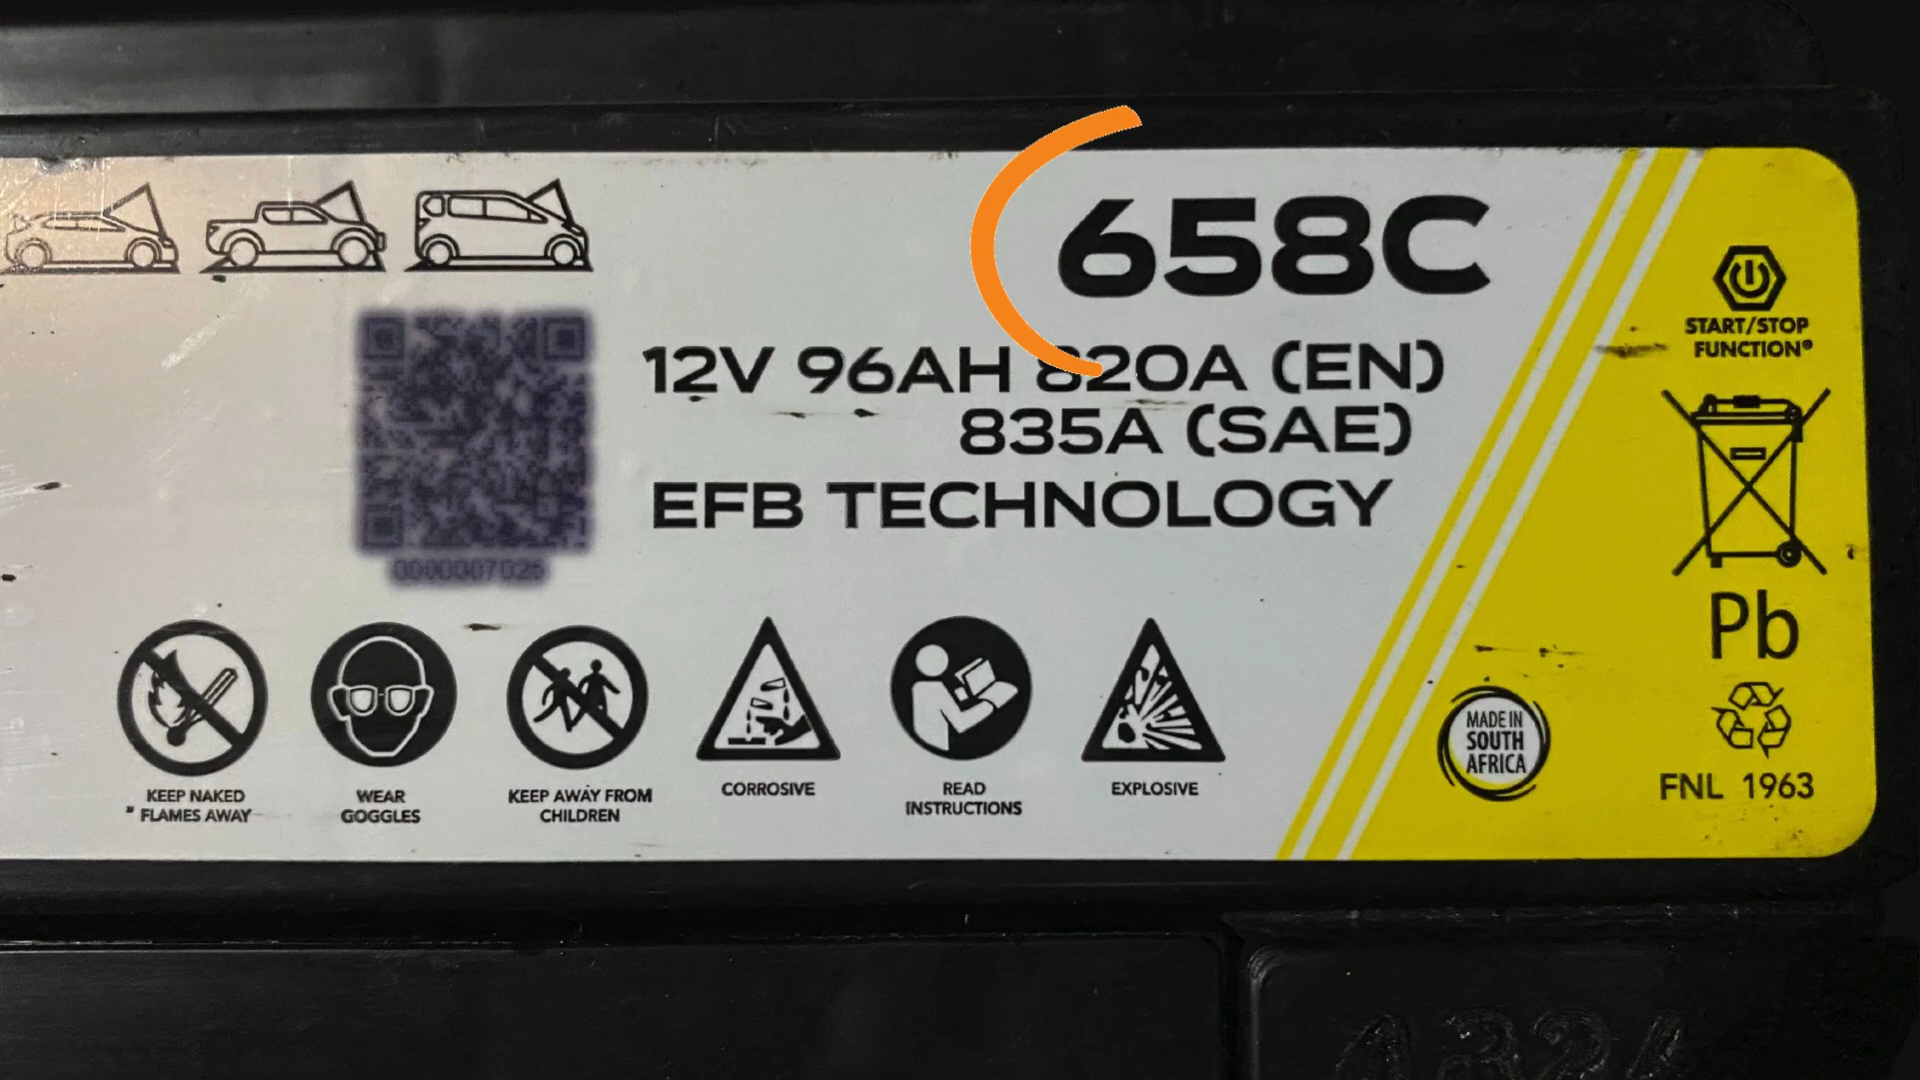 658C
12V 96AH 820A (EN)
835A (SAE)
EFB TECHNOLOGY
START/STOP
FUNCTION®
Pb
MADE IN
SOUTH
AFRICA
FNL 1963
KEEP NAKED
FLAMES AWAY
WEAR
GOGGLES
KEEP AWAY FROM
CHILDREN
CORROSIVE
READ
INSTRUCTIONS
EXPLOSIVE